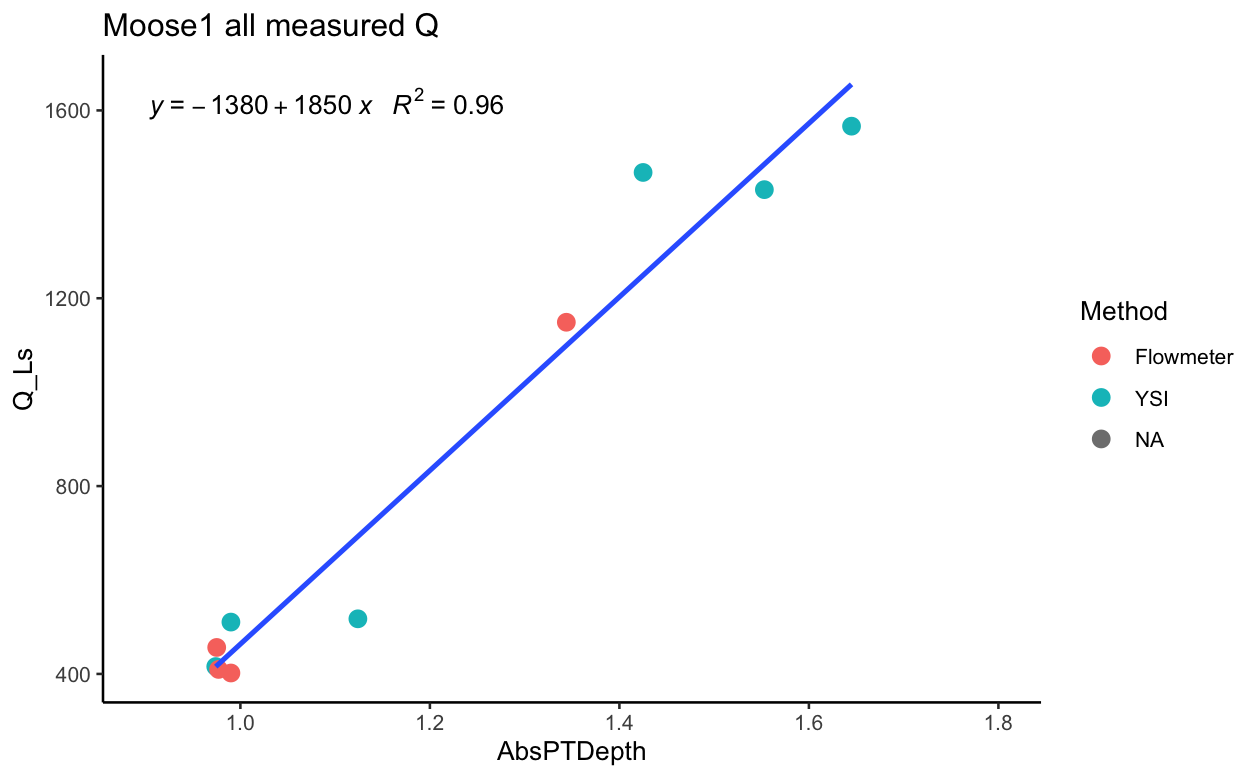 Moose1 all measured Q
y = − 1380 + 1850 x R² = 0.96
1600
1200
800
400
Q_Ls
1.0 1.2 1.4 1.6 1.8
AbsPTDepth
Method
Flowmeter
YSI
NA